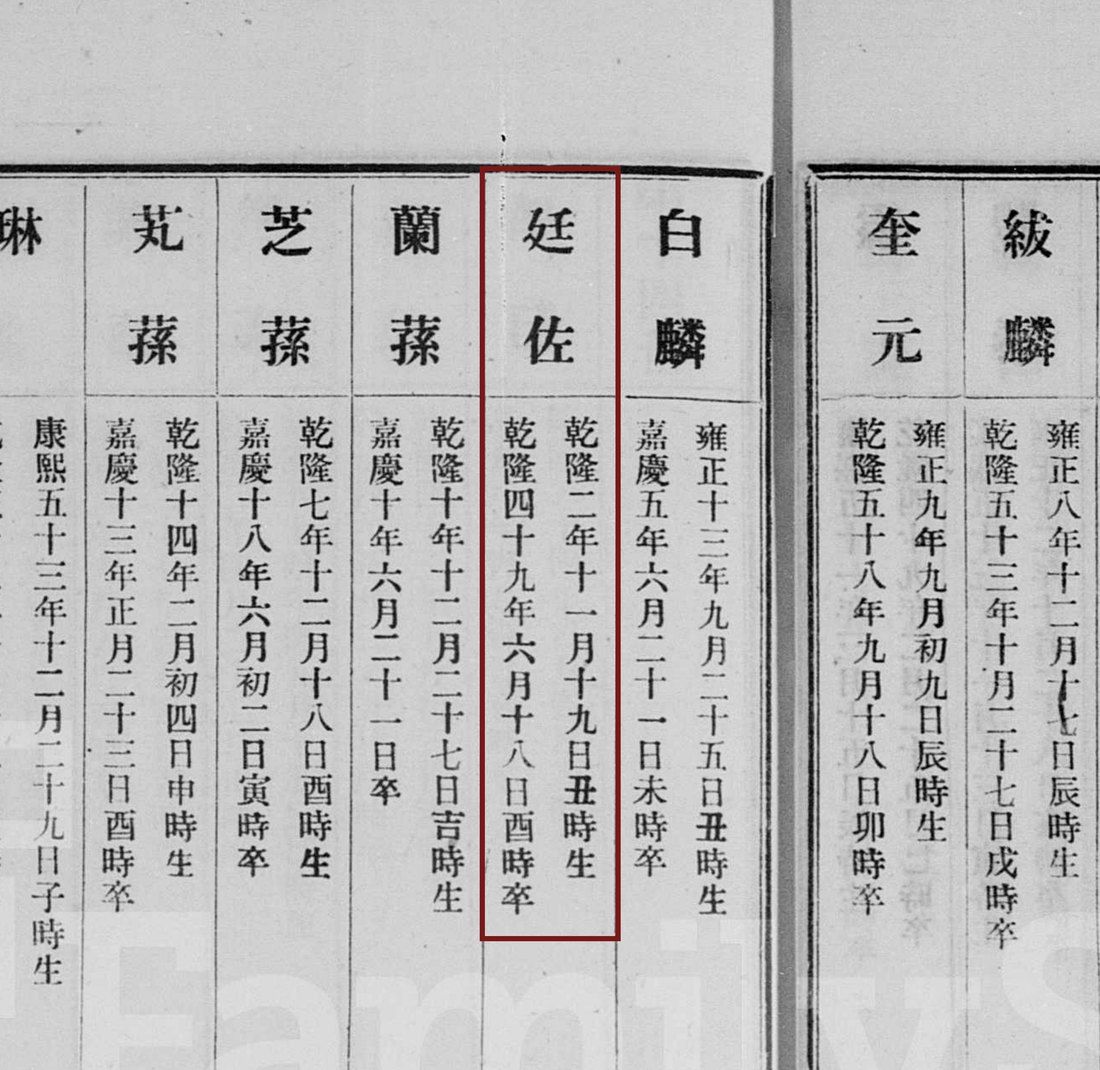 紱麟
雍正八年十二月十七日辰時生
乾隆五十三年十月二十七日戌時卒
奎元
雍正九年九月初九日辰時生
乾隆五十八年九月十八日卯時卒
白麟
雍正十三年九月二十五日丑時生
嘉慶五年六月二十一日未時卒
廷佐
乾隆二年十一月十九日丑時生
乾隆四十九年六月十八日酉時卒
蘭蓀
乾隆十年十二月二十七日吉時生
嘉慶十年六月二十一日卒
芝蓀
乾隆七年十二月十八日酉時生
嘉慶十八年六月初二日寅時卒
芄蓀
乾隆十四年二月初四日申時生
嘉慶十三年正月二十三日酉時卒
琳
康熙五十三年十二月二十九日子時生
FamilyS